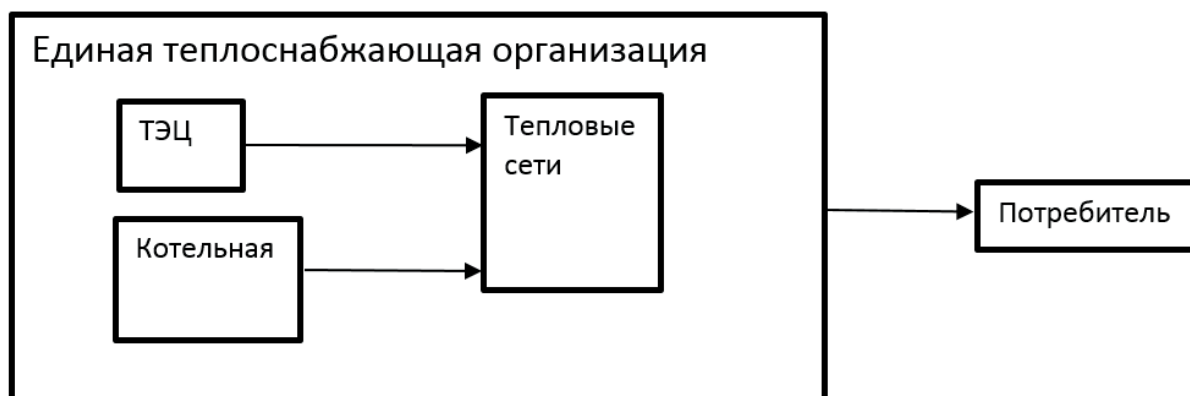 Единая теплоснабжающая организация
ТЭЦ
Тепловые
сети
Котельная
Потребитель